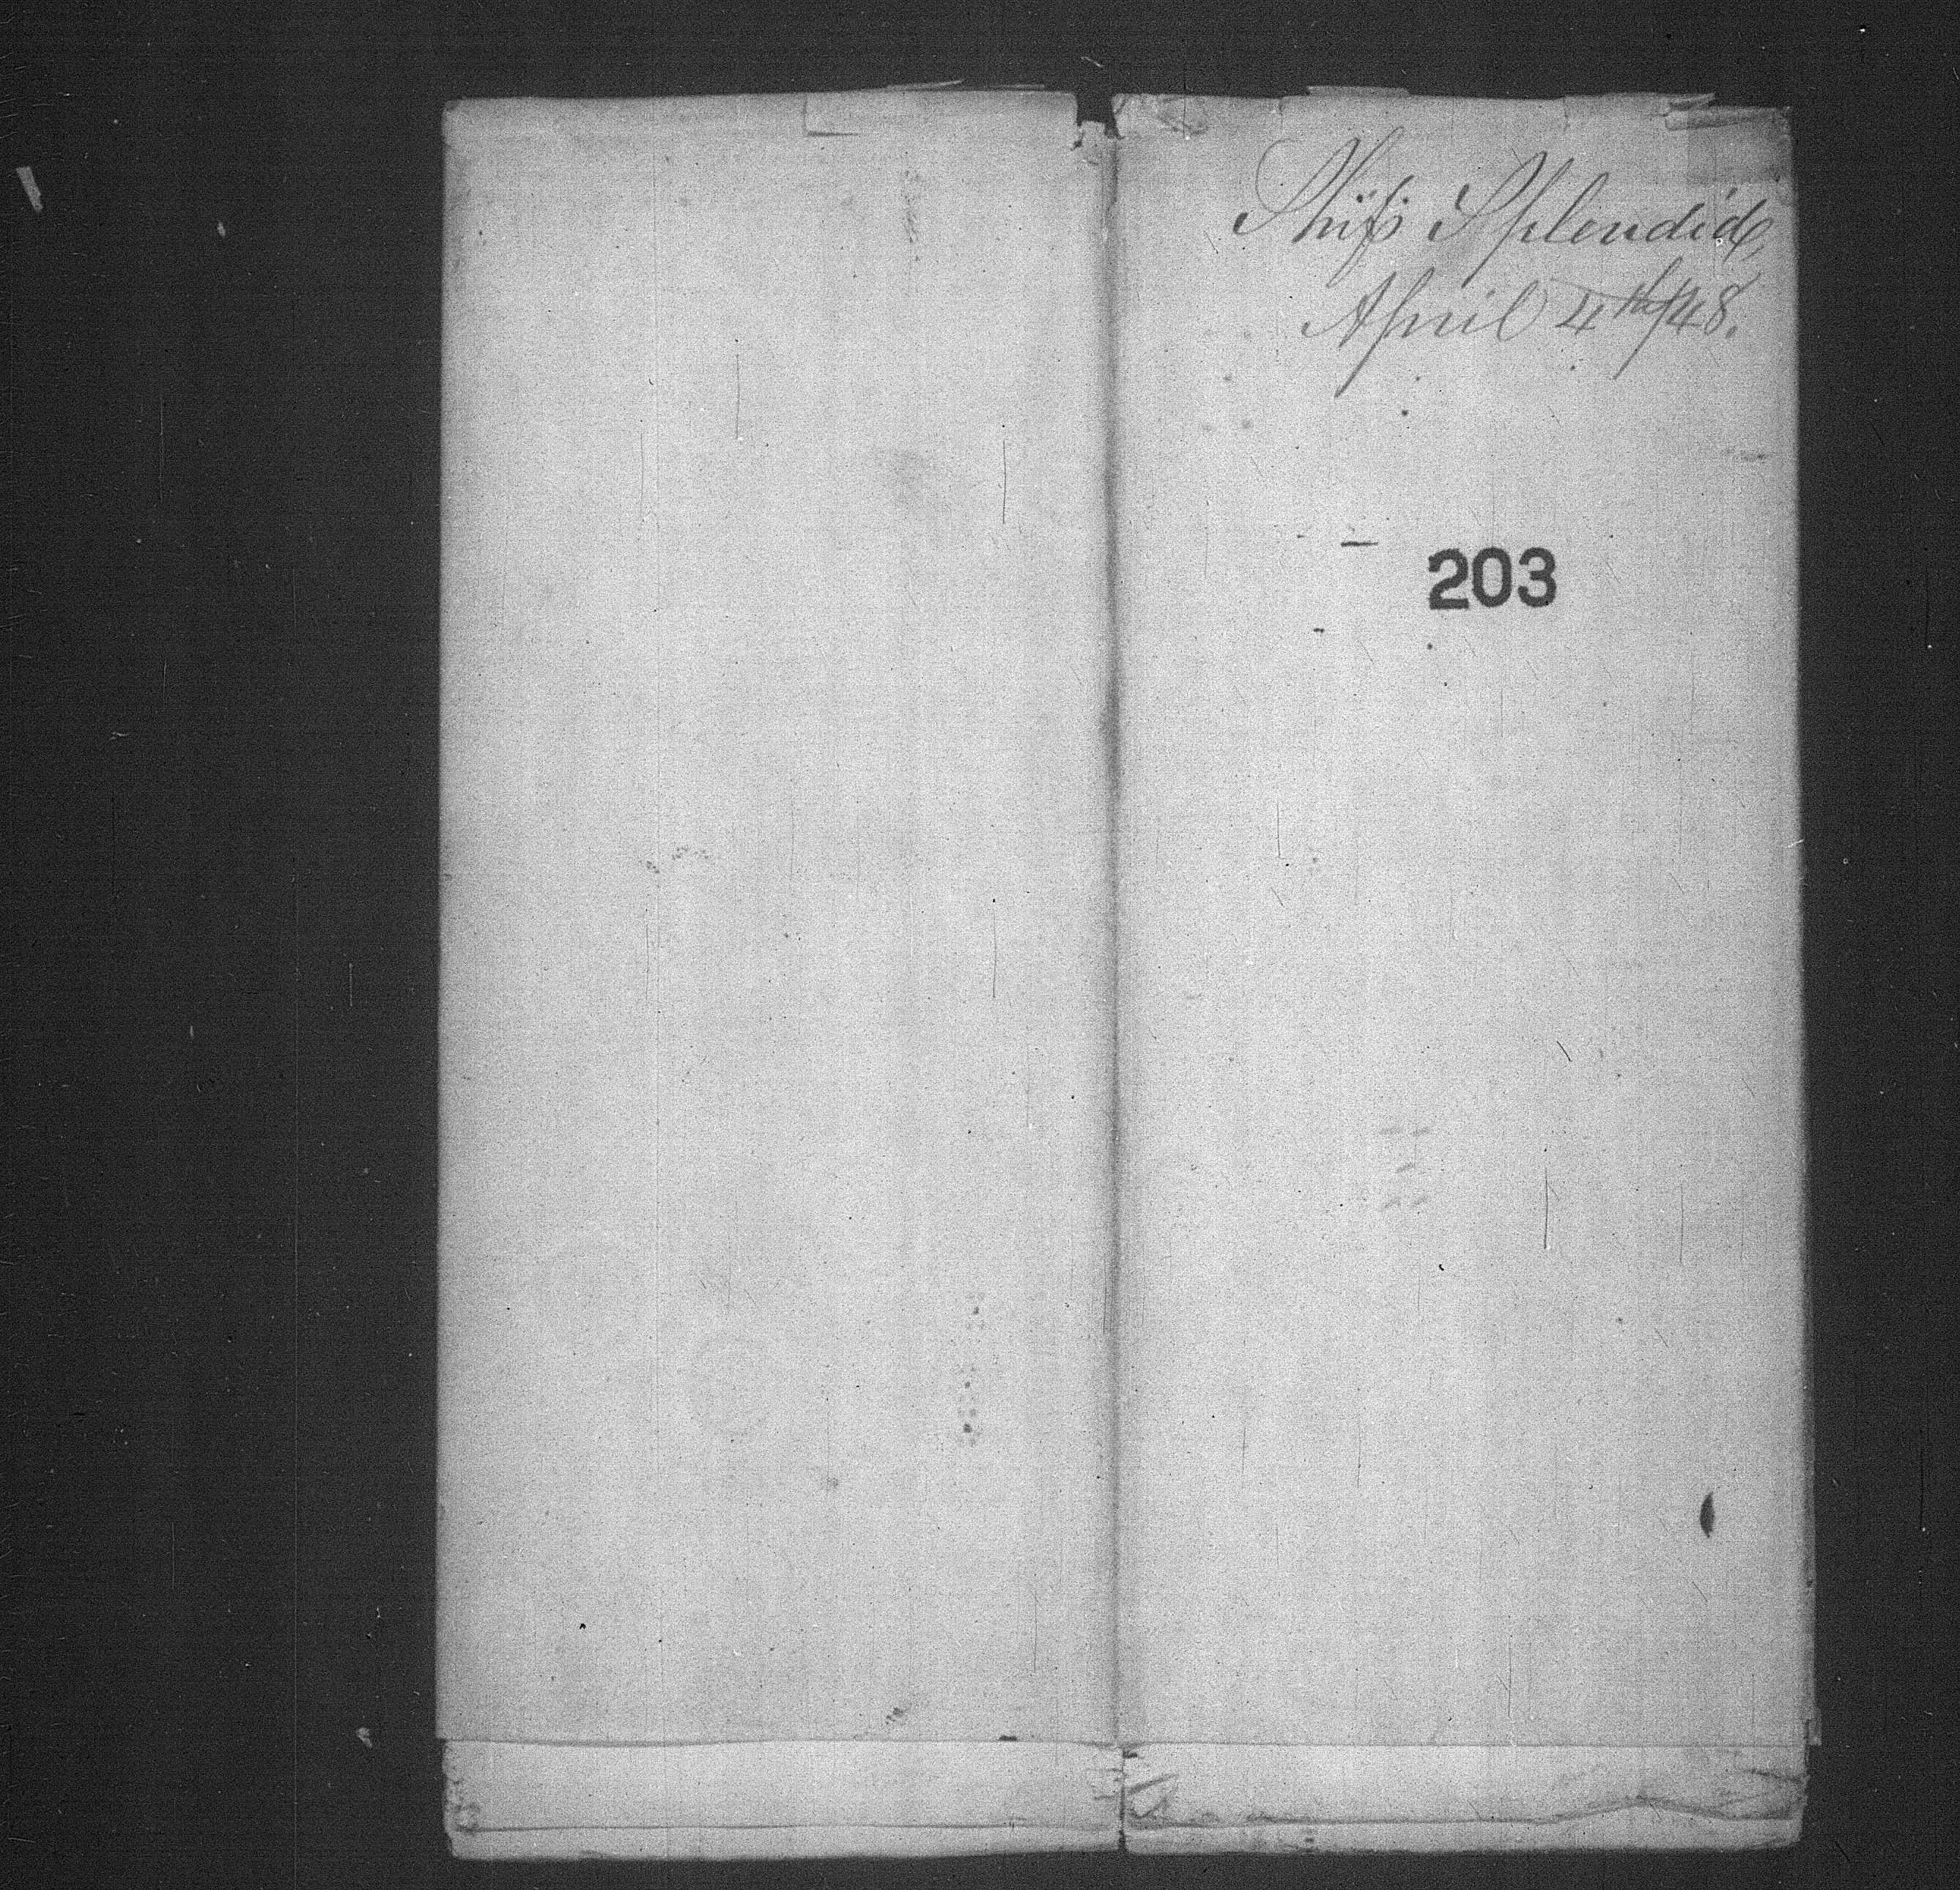 Ship Splendid,
April 4th/48.
203